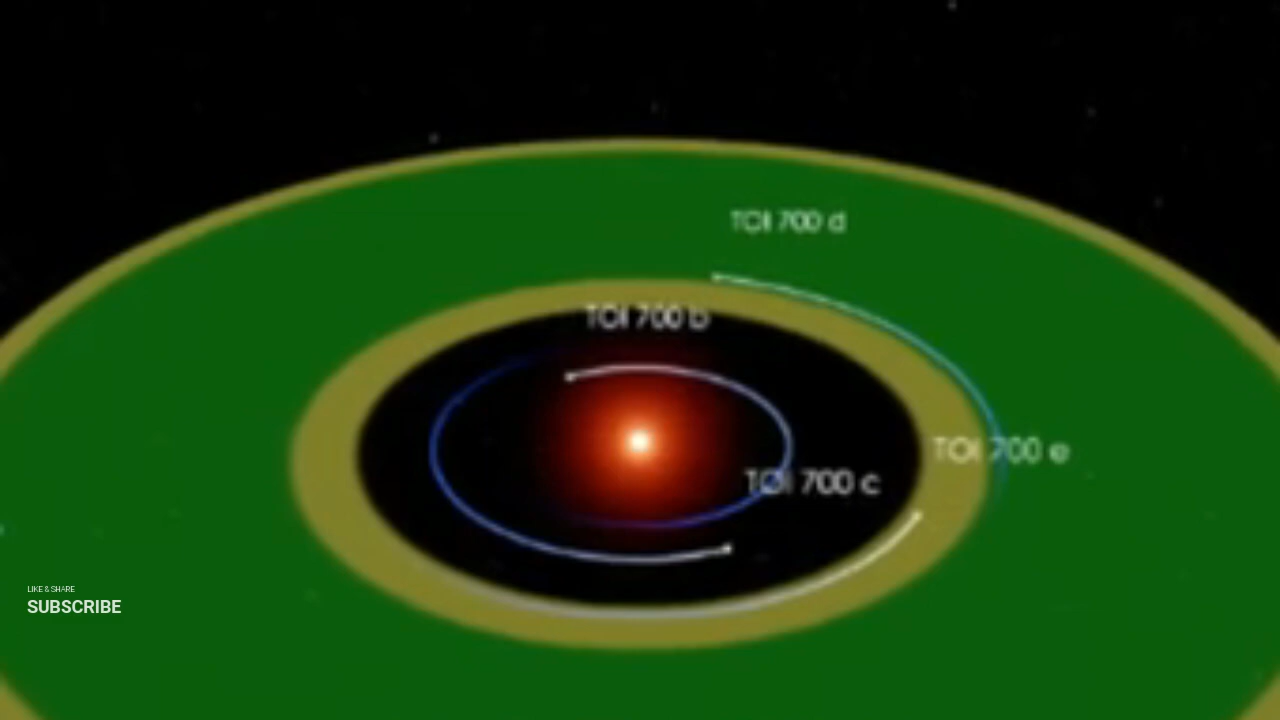 TOI 700 d
TOI 700 b
TOI 700 e
TOI 700 c
LIKE & SHARE
SUBSCRIBE